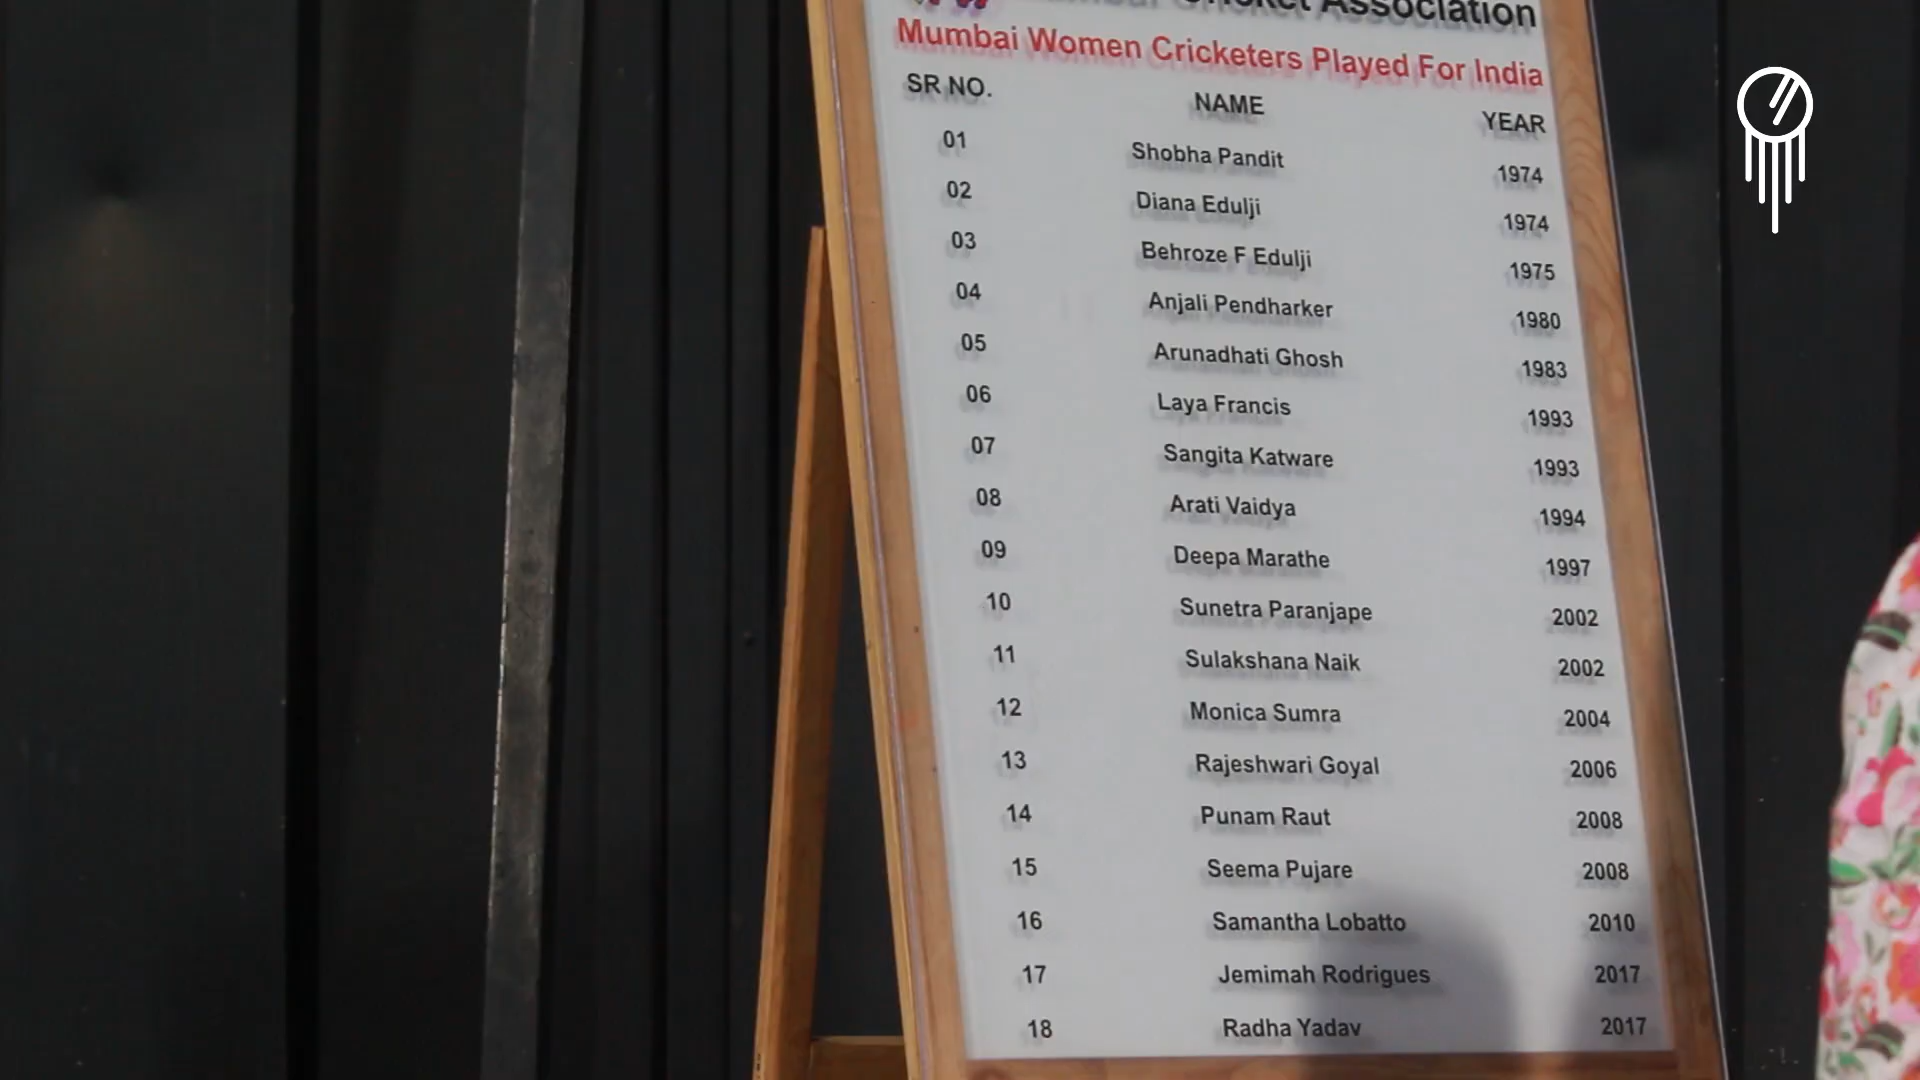 Cricket Association
Mumbai Women Cricketers Played For India
SR NO. NAME YEAR
01 Shobha Pandit 1974
02 Diana Edulji 1974
03 Behroze F Edulji 1975
04 Anjali Pendharker 1980
05 Arunadhati Ghosh 1983
06 Laya Francis 1993
07 Sangita Katware 1993
08 Arati Vaidya 1994
09 Deepa Marathe 1997
10 Sunetra Paranjape 2002
11 Sulakshana Naik 2002
12 Monica Sumra 2004
13 Rajeshwari Goyal 2006
14 Punam Raut 2008
15 Seema Pujare 2008
16 Samantha Lobatto 2010
17 Jemimah Rodrigues 2017
18 Radha Yadav 2017